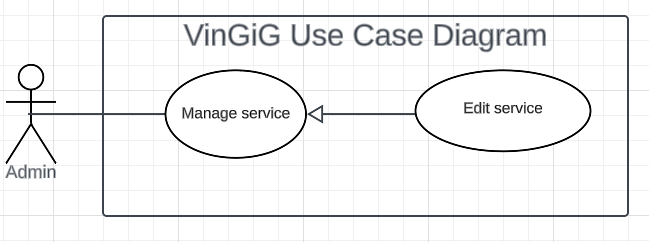 VinGiG Use Case Diagram
Manage service
Edit service
Admin